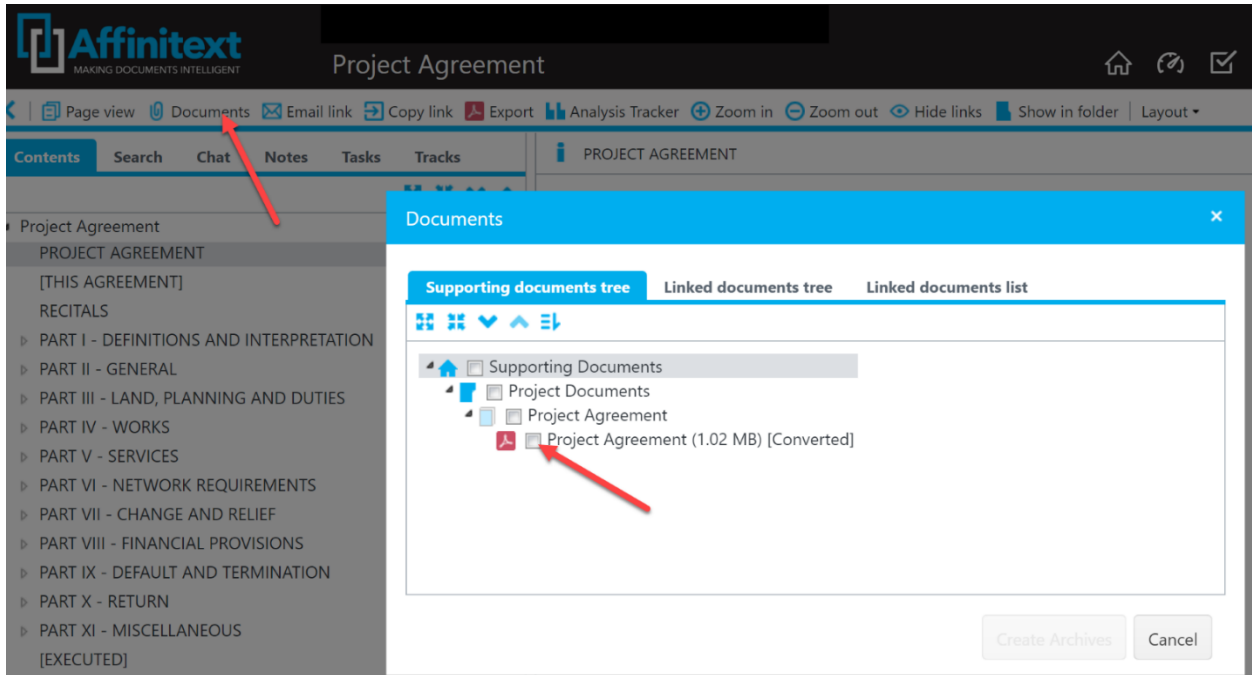 Affinitext
MAKING DOCUMENTS INTELLIGENT
Project Agreement
Page view Documents Email link Copy link Export Analysis Tracker Zoom in Zoom out Hide links Show in folder Layout
Contents Search Chat Notes Tasks Tracks
PROJECT AGREEMENT
Project Agreement
PROJECT AGREEMENT
[THIS AGREEMENT]
RECITALS
PART I - DEFINITIONS AND INTERPRETATION
PART II - GENERAL
PART III - LAND, PLANNING AND DUTIES
PART IV - WORKS
PART V - SERVICES
PART VI - NETWORK REQUIREMENTS
PART VII - CHANGE AND RELIEF
PART VIII - FINANCIAL PROVISIONS
PART IX - DEFAULT AND TERMINATION
PART X - RETURN
PART XI - MISCELLANEOUS
[EXECUTED]
Documents
Supporting documents tree Linked documents tree Linked documents list
Supporting Documents
Project Documents
Project Agreement
Project Agreement (1.02 MB) [Converted]
Create Archives Cancel